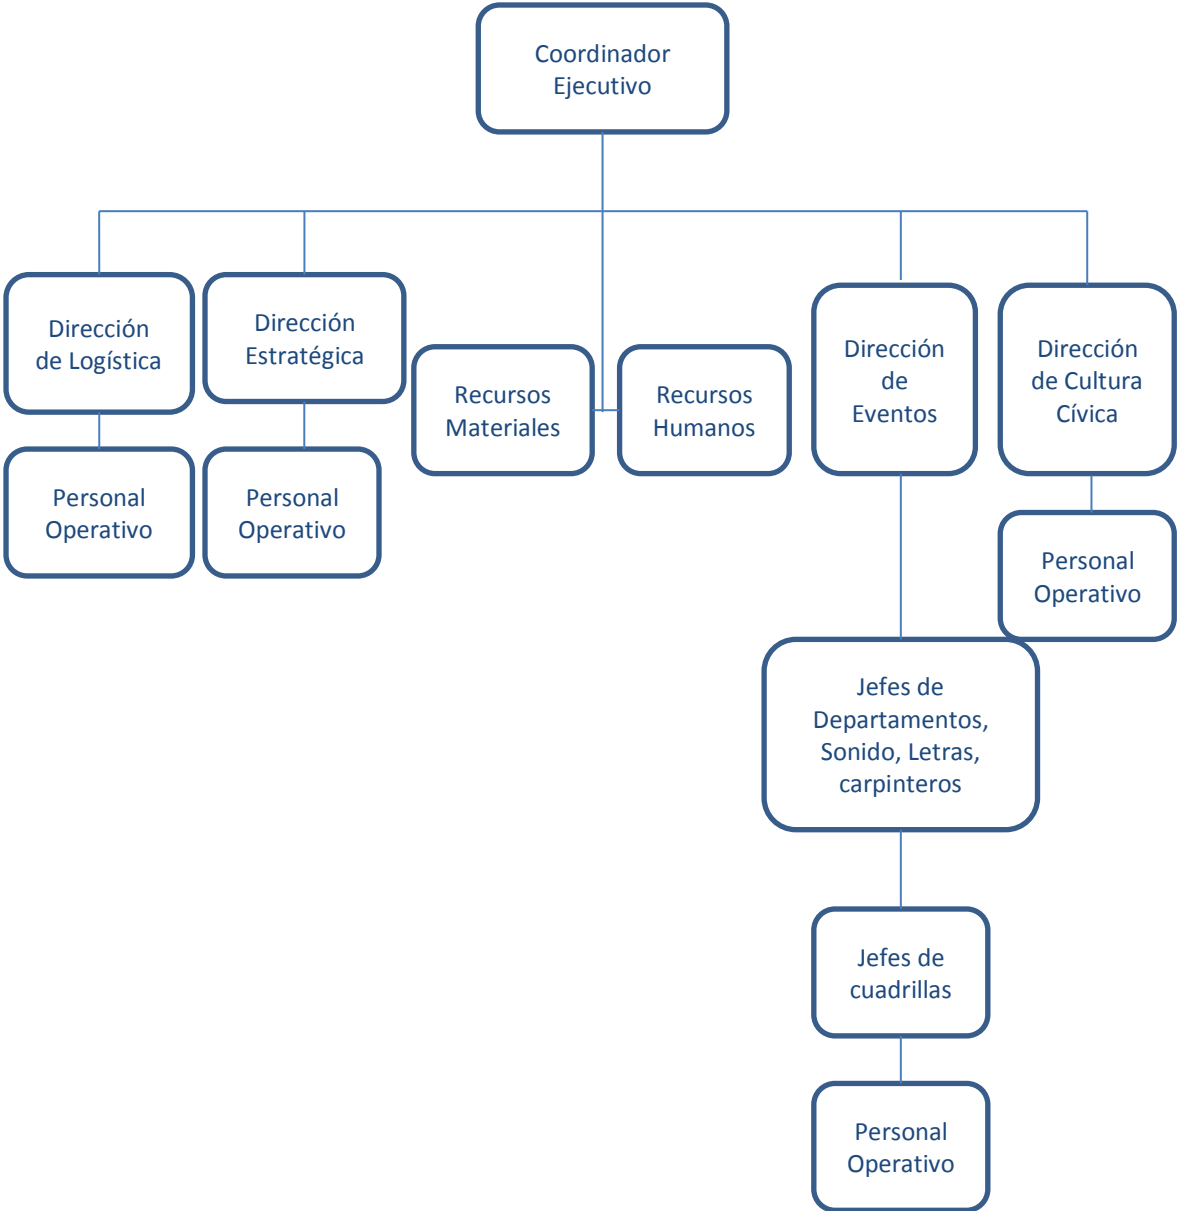 Coordinador
Ejecutivo
Dirección
de Logística
Dirección
Estratégica
Recursos
Materiales
Recursos
Humanos
Dirección
de
Eventos
Dirección
de Cultura
Cívica
Personal
Operativo
Personal
Operativo
Personal
Operativo
Jefes de
Departamentos,
Sonido, Letras,
carpinteros
Jefes de
cuadrillas
Personal
Operativo